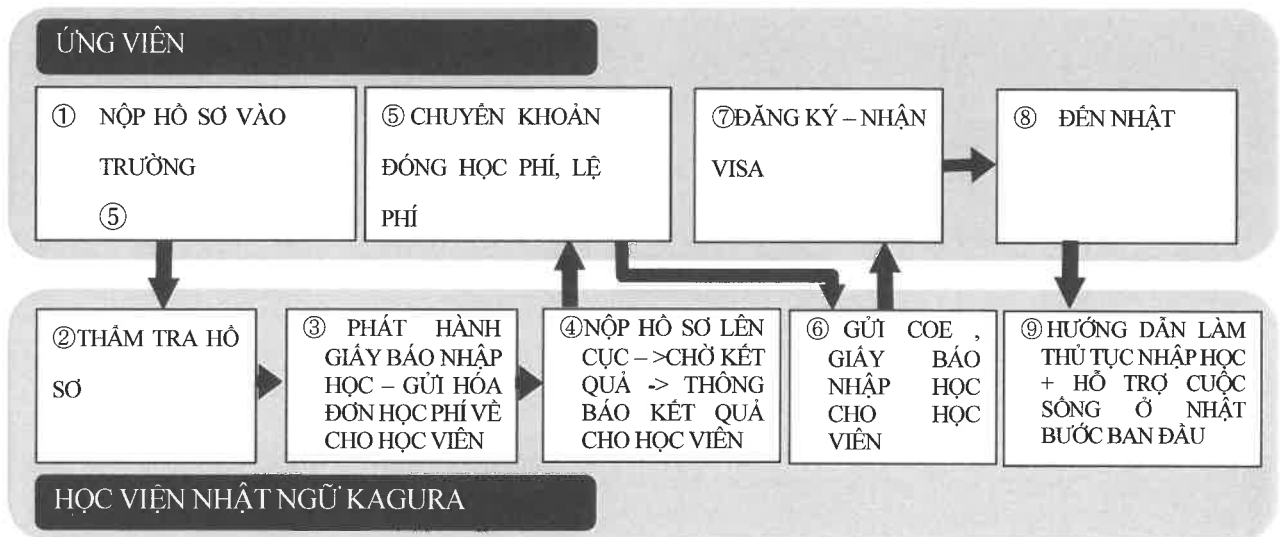 ỨNG VIÊN
① NỘP HỒ SƠ VÀO
TRƯỜNG
⑤
⑤ CHUYỂN KHOẢN
ĐÓNG HỌC PHÍ, LỆ
PHÍ
⑦ĐĂNG KÝ – NHẬN
VISA
⑧ ĐẾN NHẬT
②THẨM TRA HỒ
SƠ
③ PHÁT HÀNH
GIẤY BÁO NHẬP
HỌC – GỬI HÓA
ĐƠN HỌC PHÍ VỀ
CHO HỌC VIÊN
④NỘP HỒ SƠ LÊN
CỤC – >CHỜ KẾT
QUẢ -> THÔNG
BÁO KẾT QUẢ
CHO HỌC VIÊN
⑥ GỬI COE ,
GIẤY BÁO
NHẬP HỌC
CHO HỌC
VIÊN
⑨HƯỚNG DẪN LÀM
THỦ TỤC NHẬP HỌC
+ HỖ TRỢ CUỘC
SỐNG Ở NHẬT
BƯỚC BAN ĐẦU
HỌC VIỆN NHẬT NGỮ KAGURA